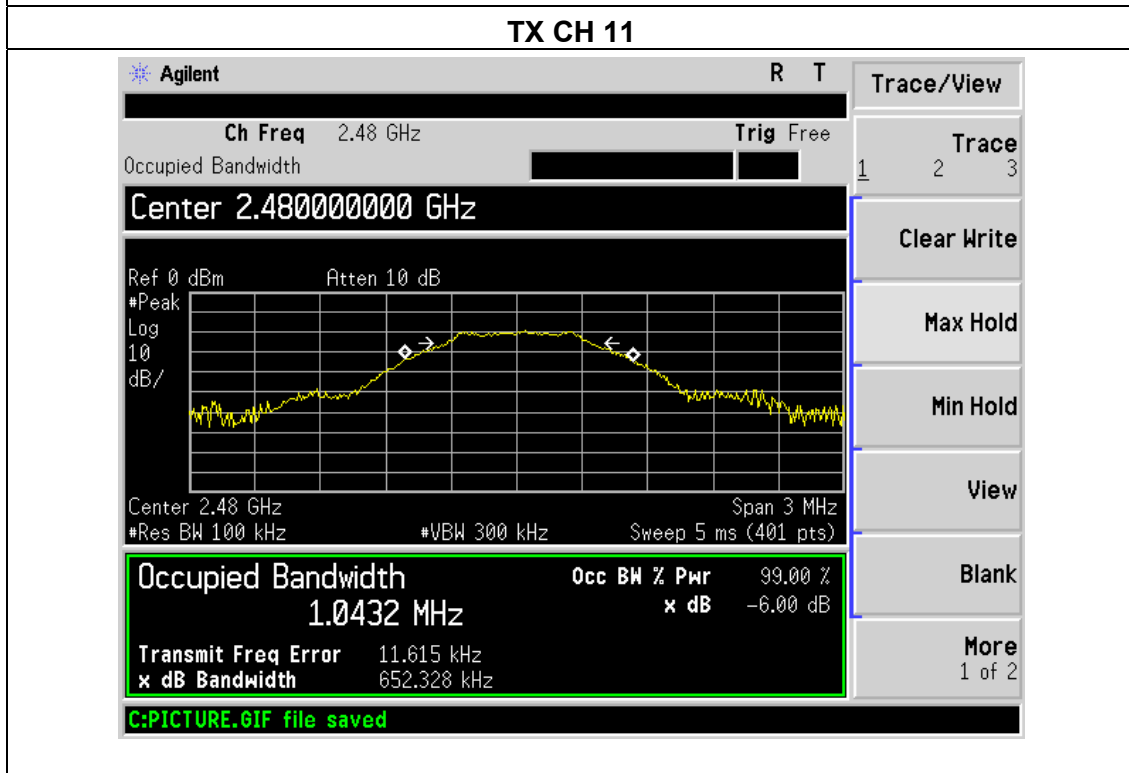 TX CH 11
Agilent R T
Ch Freq 2.48 GHz Trig Free
Occupied Bandwidth
Center 2.480000000 GHz
Ref 0 dBm Atten 10 dB
#Peak
Log
10
dB/
Center 2.48 GHz Span 3 MHz
#Res BW 100 kHz #VBW 300 kHz Sweep 5 ms (401 pts)
Occupied Bandwidth Occ BW % Pwr 99.00 %
1.0432 MHz x dB -6.00 dB
Transmit Freq Error 11.615 kHz
x dB Bandwidth 652.328 kHz
C:PICTURE.GIF file saved
Trace/View
Trace
1 2 3
Clear Write
Max Hold
Min Hold
View
Blank
More
1 of 2